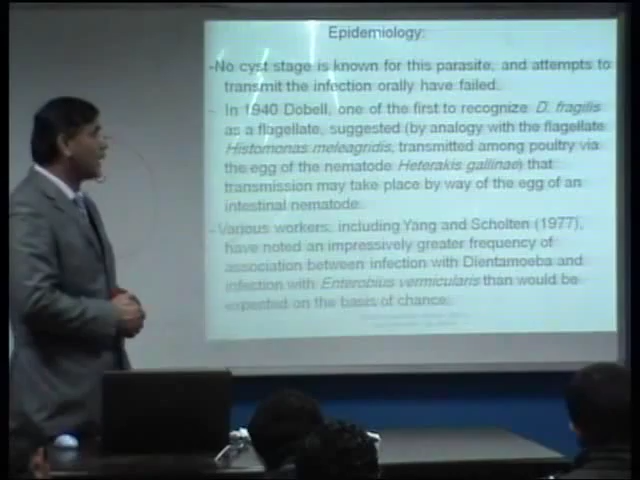 Epidemiology:
-No cyst stage is known for this parasite, and attempts to
transmit the infection orally have failed.
- In 1940 Dobell, one of the first to recognize D. fragilis
as a flagellate, suggested (by analogy with the flagellate
Histomonas meleagridis, transmitted among poultry via
the egg of the nematode Heterakis gallinae) that
transmission may take place by way of the egg of an
intestinal nematode.
-Various workers, including Yang and Scholten (1977),
have noted an impressively greater frequency of
association between infection with Dientamoeba and
infection with Enterobius vermicularis than would be
expected on the basis of chance.